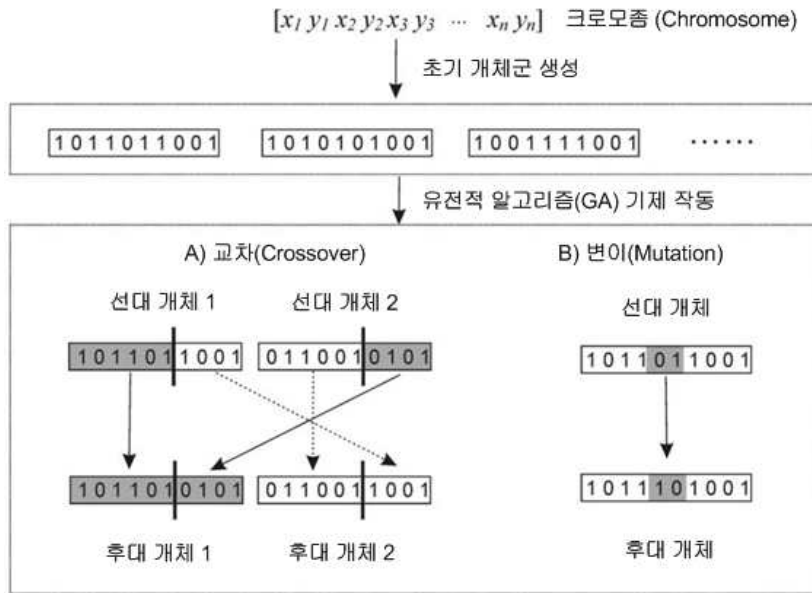 [x1 y1 x2 y2 x3 y3 ... xn yn] 크로모좀 (Chromosome)
초기 개체군 생성
1011011001 1010101001 1001111001 ······
유전적 알고리즘(GA) 기제 작동
A) 교차(Crossover) B) 변이(Mutation)
선대 개체 1 선대 개체 2 선대 개체
101101 1001 011001 0101 1011 01 1001
101101 0101 011001 1001 1011 10 1001
후대 개체 1 후대 개체 2 후대 개체